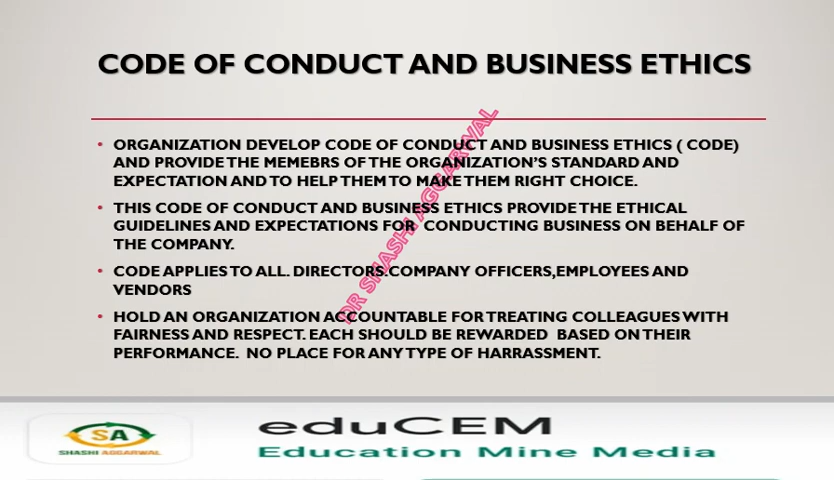 CODE OF CONDUCT AND BUSINESS ETHICS
• ORGANIZATION DEVELOP CODE OF CONDUCT AND BUSINESS ETHICS ( CODE)
AND PROVIDE THE MEMEBRS OF THE ORGANIZATION'S STANDARD AND
EXPECTATION AND TO HELP THEM TO MAKE THEM RIGHT CHOICE.
• THIS CODE OF CONDUCT AND BUSINESS ETHICS PROVIDE THE ETHICAL
GUIDELINES AND EXPECTATIONS FOR CONDUCTING BUSINESS ON BEHALF OF
THE COMPANY.
• CODE APPLIES TO ALL. DIRECTORS.COMPANY OFFICERS,EMPLOYEES AND
VENDORS
• HOLD AN ORGANIZATION ACCOUNTABLE FOR TREATING COLLEAGUES WITH
FAIRNESS AND RESPECT. EACH SHOULD BE REWARDED BASED ON THEIR
PERFORMANCE. NO PLACE FOR ANY TYPE OF HARRASSMENT.
DR SHASHI AGGARWAL
SA
SHASHI AGGARWAL
eduCEM
Education Mine Media